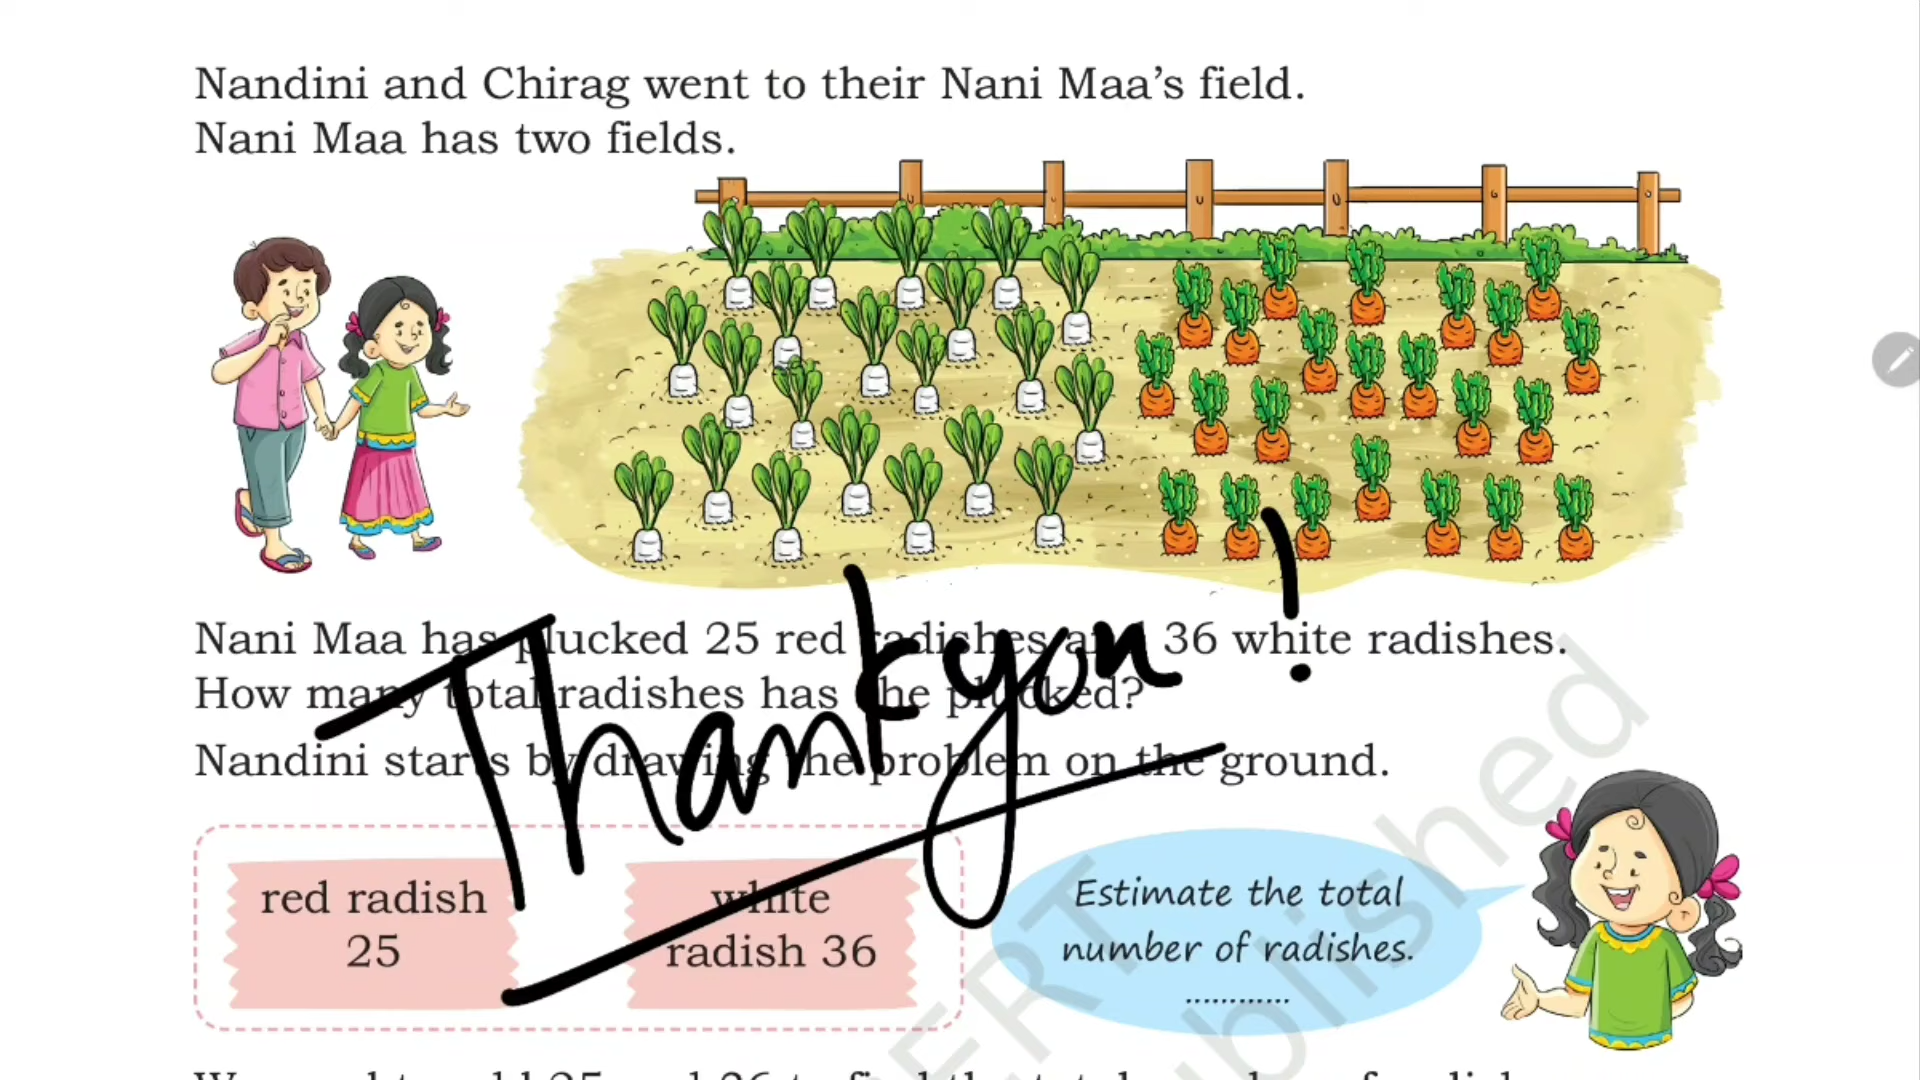 Nandini and Chirag went to their Nani Maa’s field.
Nani Maa has two fields.
Nani Maa has plucked 25 red radishes and 36 white radishes.
How many total radishes has she plucked?
Nandini starts by drawing the problem on the ground.
Thank you!
red radish
25
white
radish 36
Estimate the total
number of radishes.
............